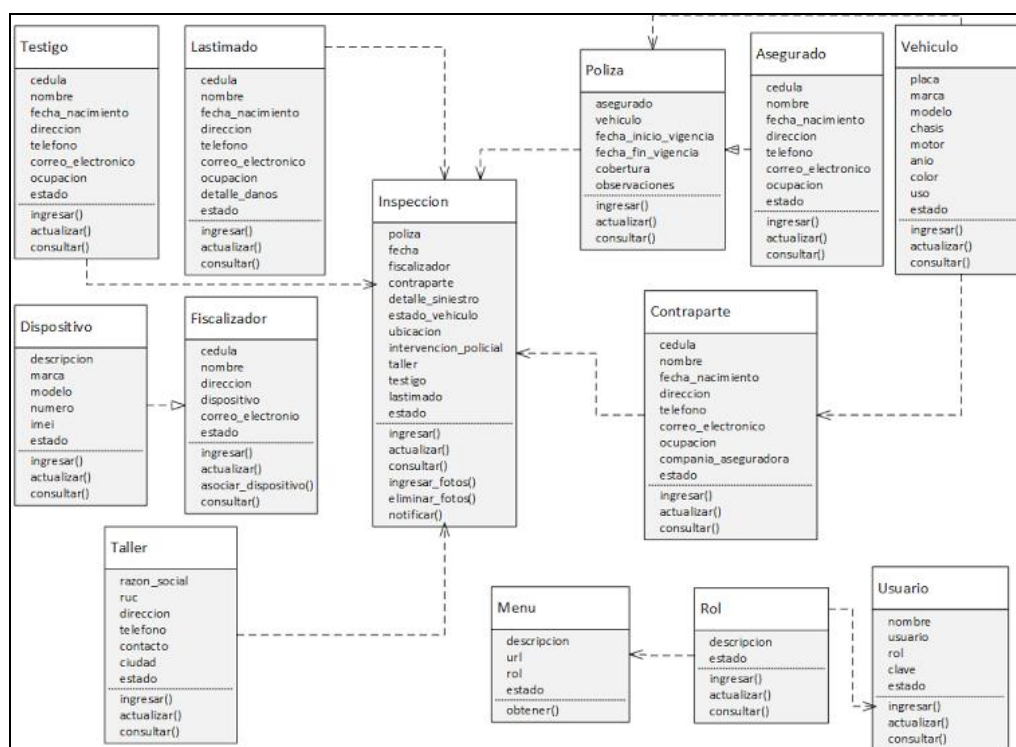 Testigo
cedula
nombre
fecha_nacimiento
direccion
telefono
correo_electronico
ocupacion
estado
ingresar()
actualizar()
consultar()
Lastimado
cedula
nombre
fecha_nacimiento
direccion
telefono
correo_electronico
ocupacion
detalle_danos
estado
ingresar()
actualizar()
consultar()
Poliza
asegurado
vehiculo
fecha_inicio_vigencia
fecha_fin_vigencia
cobertura
observaciones
ingresar()
actualizar()
consultar()
Asegurado
cedula
nombre
fecha_nacimiento
direccion
telefono
correo_electronico
ocupacion
estado
ingresar()
actualizar()
consultar()
Vehiculo
placa
marca
modelo
chasis
motor
anio
color
uso
estado
ingresar()
actualizar()
consultar()
Inspeccion
poliza
fecha
fiscalizador
contraparte
detalle_siniestro
estado_vehiculo
ubicacion
intervencion_policial
taller
testigo
lastimado
estado
ingresar()
actualizar()
consultar()
ingresar_fotos()
eliminar_fotos()
notificar()
Dispositivo
descripcion
marca
modelo
numero
imei
estado
ingresar()
actualizar()
consultar()
Fiscalizador
cedula
nombre
direccion
dispositivo
correo_electronio
estado
ingresar()
actualizar()
asociar_dispositivo()
consultar()
Contraparte
cedula
nombre
fecha_nacimiento
direccion
telefono
correo_electronico
ocupacion
compania_aseguradora
estado
ingresar()
actualizar()
consultar()
Taller
razon_social
ruc
direccion
telefono
contacto
ciudad
estado
ingresar()
actualizar()
consultar()
Menu
descripcion
url
rol
estado
obtener()
Rol
descripcion
estado
ingresar()
actualizar()
consultar()
Usuario
nombre
usuario
rol
clave
estado
ingresar()
actualizar()
consultar()